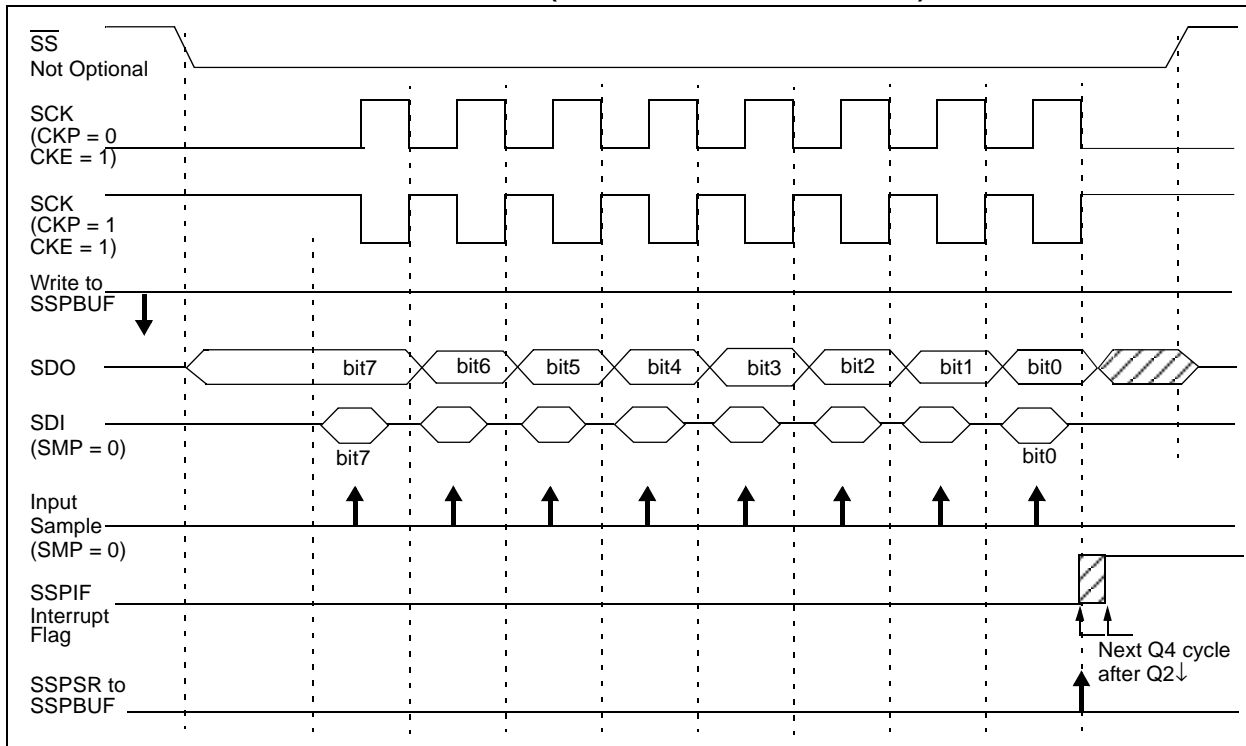 SS
Not Optional
SCK
(CKP = 0
CKE = 1)
SCK
(CKP = 1
CKE = 1)
Write to
SSPBUF
SDO
bit7 bit6 bit5 bit4 bit3 bit2 bit1 bit0
SDI
(SMP = 0)
bit7 bit0
Input
Sample
(SMP = 0)
SSPIF
Interrupt
Flag
Next Q4 cycle
after Q2↓
SSPSR to
SSPBUF